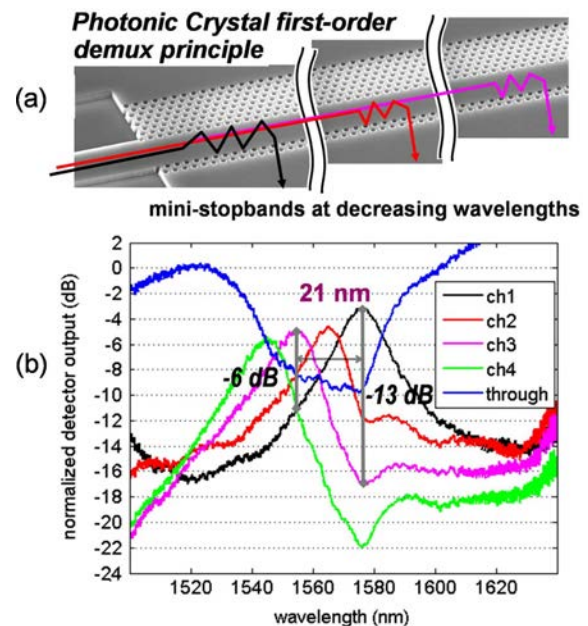 Photonic Crystal first-order
demux principle
(a)
mini-stopbands at decreasing wavelengths
(b)
normalized detector output (dB)
2
0
-2
-4
-6
-8
-10
-12
-14
-16
-18
-20
-22
-24
21 nm
-6 dB
-13 dB
ch1
ch2
ch3
ch4
through
1520 1540 1560 1580 1600 1620
wavelength (nm)